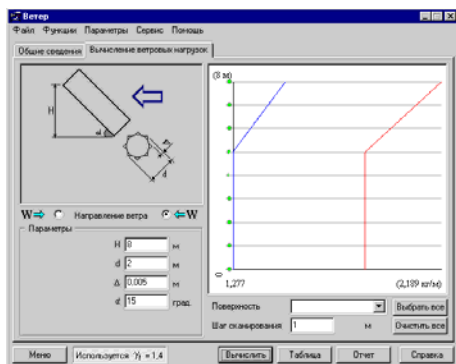 Ветер
Файл Функции Параметры Сервис Помощь
Общие сведения Вычисление ветровых нагрузок
H
α
Δ
d
W Направление ветра W
Параметры
H 8 м
d 2 м
Δ 0.005 м
α 15 град.
(8 м)
0
1,277 (2,189 кг/м)
Поверхность Выбрать все
Шаг сканирования 1 м Очистить все
Меню Используется γf = 1,4 Вычислить Таблица Отчет Справка